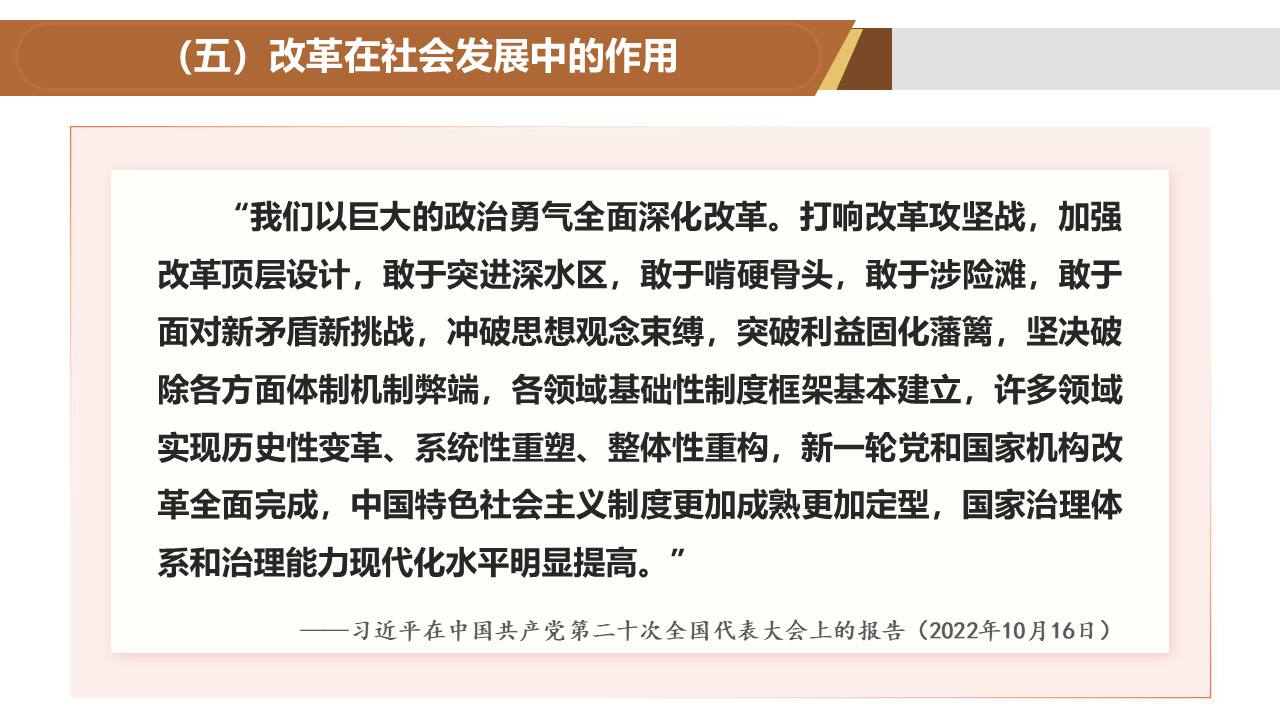 （五）改革在社会发展中的作用
“我们以巨大的政治勇气全面深化改革。打响改革攻坚战，加强
改革顶层设计，敢于突进深水区，敢于啃硬骨头，敢于涉险滩，敢于
面对新矛盾新挑战，冲破思想观念束缚，突破利益固化藩篱，坚决破
除各方面体制机制弊端，各领域基础性制度框架基本建立，许多领域
实现历史性变革、系统性重塑、整体性重构，新一轮党和国家机构改
革全面完成，中国特色社会主义制度更加成熟更加定型，国家治理体
系和治理能力现代化水平明显提高。”
——习近平在中国共产党第二十次全国代表大会上的报告（2022年10月16日）